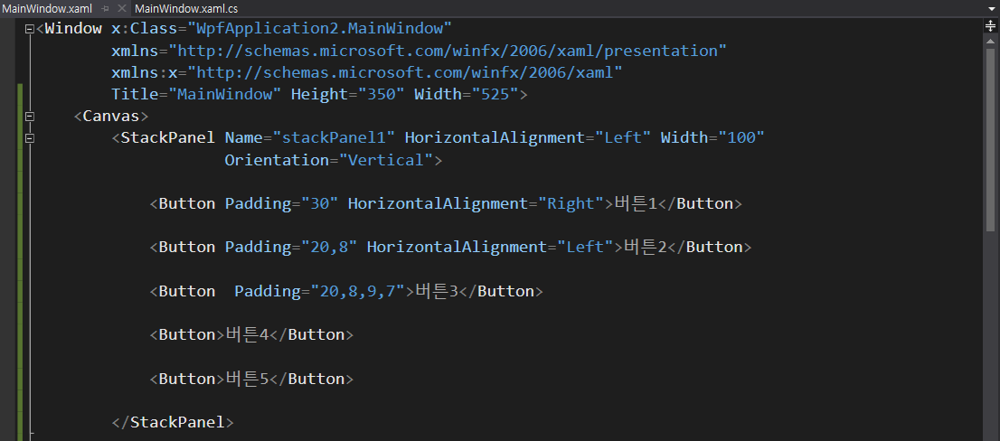 MainWindow.xaml MainWindow.xaml.cs
<Window x:Class="WpfApplication2.MainWindow"
xmlns="http://schemas.microsoft.com/winfx/2006/xaml/presentation"
xmlns:x="http://schemas.microsoft.com/winfx/2006/xaml"
Title="MainWindow" Height="350" Width="525">
<Canvas>
<StackPanel Name="stackPanel1" HorizontalAlignment="Left" Width="100"
Orientation="Vertical">
<Button Padding="30" HorizontalAlignment="Right">버튼1</Button>
<Button Padding="20,8" HorizontalAlignment="Left">버튼2</Button>
<Button  Padding="20,8,9,7">버튼3</Button>
<Button>버튼4</Button>
<Button>버튼5</Button>
</StackPanel>